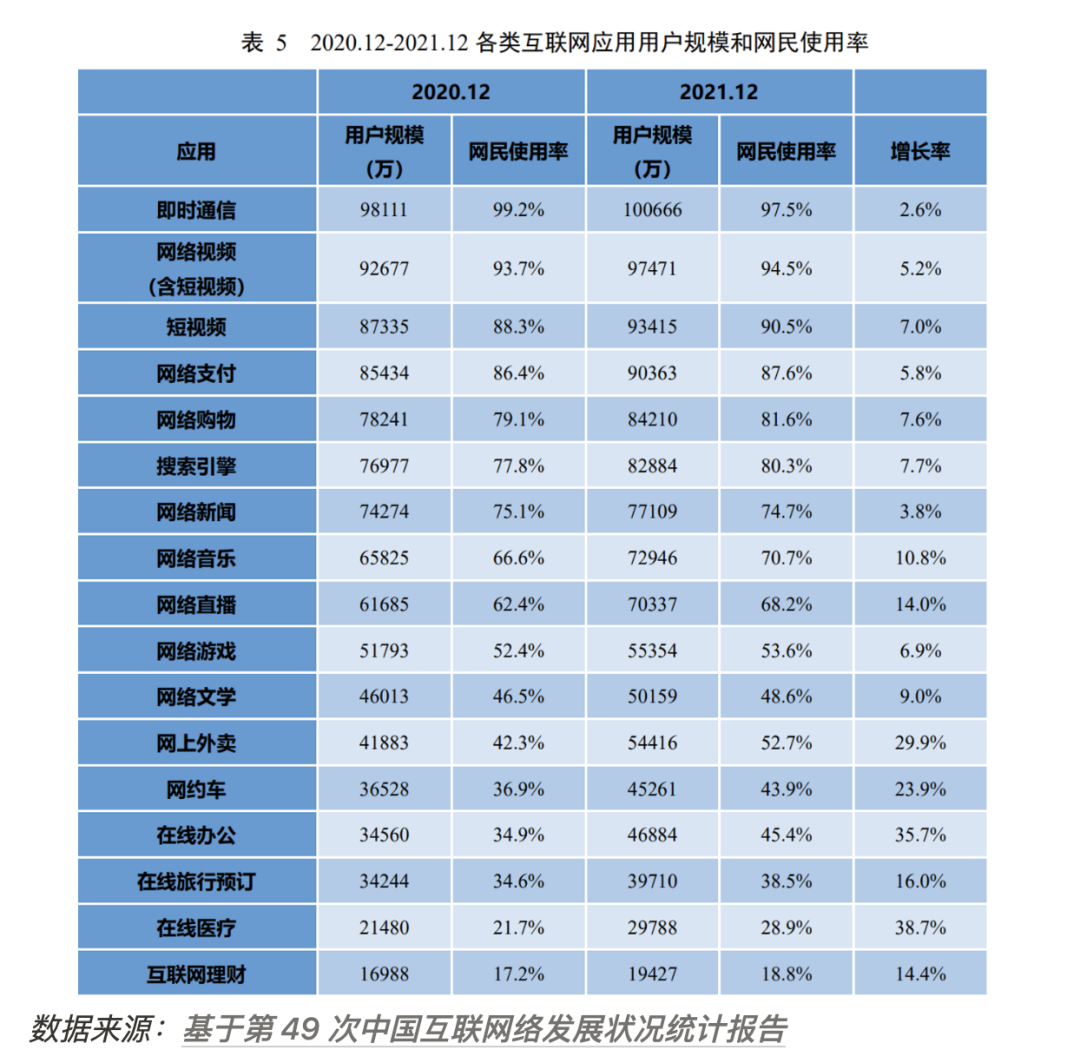 表 5 2020.12-2021.12 各类互联网应用用户规模和网民使用率
2020.12 2021.12
应用 用户规模(万) 网民使用率 用户规模(万) 网民使用率 增长率
即时通信 98111 99.2% 100666 97.5% 2.6%
网络视频(含短视频) 92677 93.7% 97471 94.5% 5.2%
短视频 87335 88.3% 93415 90.5% 7.0%
网络支付 85434 86.4% 90363 87.6% 5.8%
网络购物 78241 79.1% 84210 81.6% 7.6%
搜索引擎 76977 77.8% 82884 80.3% 7.7%
网络新闻 74274 75.1% 77109 74.7% 3.8%
网络音乐 65825 66.6% 72946 70.7% 10.8%
网络直播 61685 62.4% 70337 68.2% 14.0%
网络游戏 51793 52.4% 55354 53.6% 6.9%
网络文学 46013 46.5% 50159 48.6% 9.0%
网上外卖 41883 42.3% 54416 52.7% 29.9%
网约车 36528 36.9% 45261 43.9% 23.9%
在线办公 34560 34.9% 46884 45.4% 35.7%
在线旅行预订 34244 34.6% 39710 38.5% 16.0%
在线医疗 21480 21.7% 29788 28.9% 38.7%
互联网理财 16988 17.2% 19427 18.8% 14.4%
数据来源：基于第 49 次中国互联网络发展状况统计报告